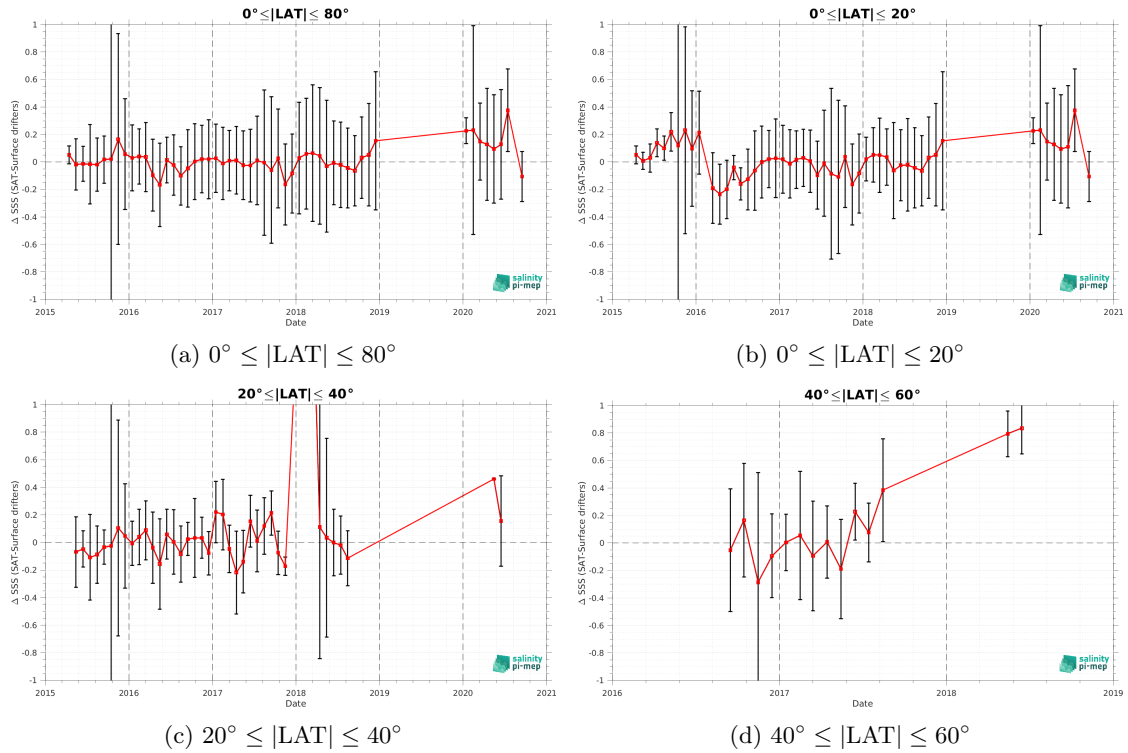 0°≤|LAT|≤ 80°
1
0.8
0.6
0.4
0.2
0
-0.2
-0.4
-0.6
-0.8
-1
Δ SSS (SAT-Surface drifters)
2015 2016 2017 2018 2019 2020 2021
Date
salinity
pi-mep
(a) 0° ≤ |LAT| ≤ 80°
0°≤|LAT|≤ 20°
1
0.8
0.6
0.4
0.2
0
-0.2
-0.4
-0.6
-0.8
-1
Δ SSS (SAT-Surface drifters)
2015 2016 2017 2018 2019 2020 2021
Date
salinity
pi-mep
(b) 0° ≤ |LAT| ≤ 20°
20°≤|LAT|≤ 40°
1
0.8
0.6
0.4
0.2
0
-0.2
-0.4
-0.6
-0.8
-1
Δ SSS (SAT-Surface drifters)
2015 2016 2017 2018 2019 2020 2021
Date
salinity
pi-mep
(c) 20° ≤ |LAT| ≤ 40°
40°≤|LAT|≤ 60°
1
0.8
0.6
0.4
0.2
0
-0.2
-0.4
-0.6
-0.8
-1
Δ SSS (SAT-Surface drifters)
2016 2017 2018 2019
Date
salinity
pi-mep
(d) 40° ≤ |LAT| ≤ 60°